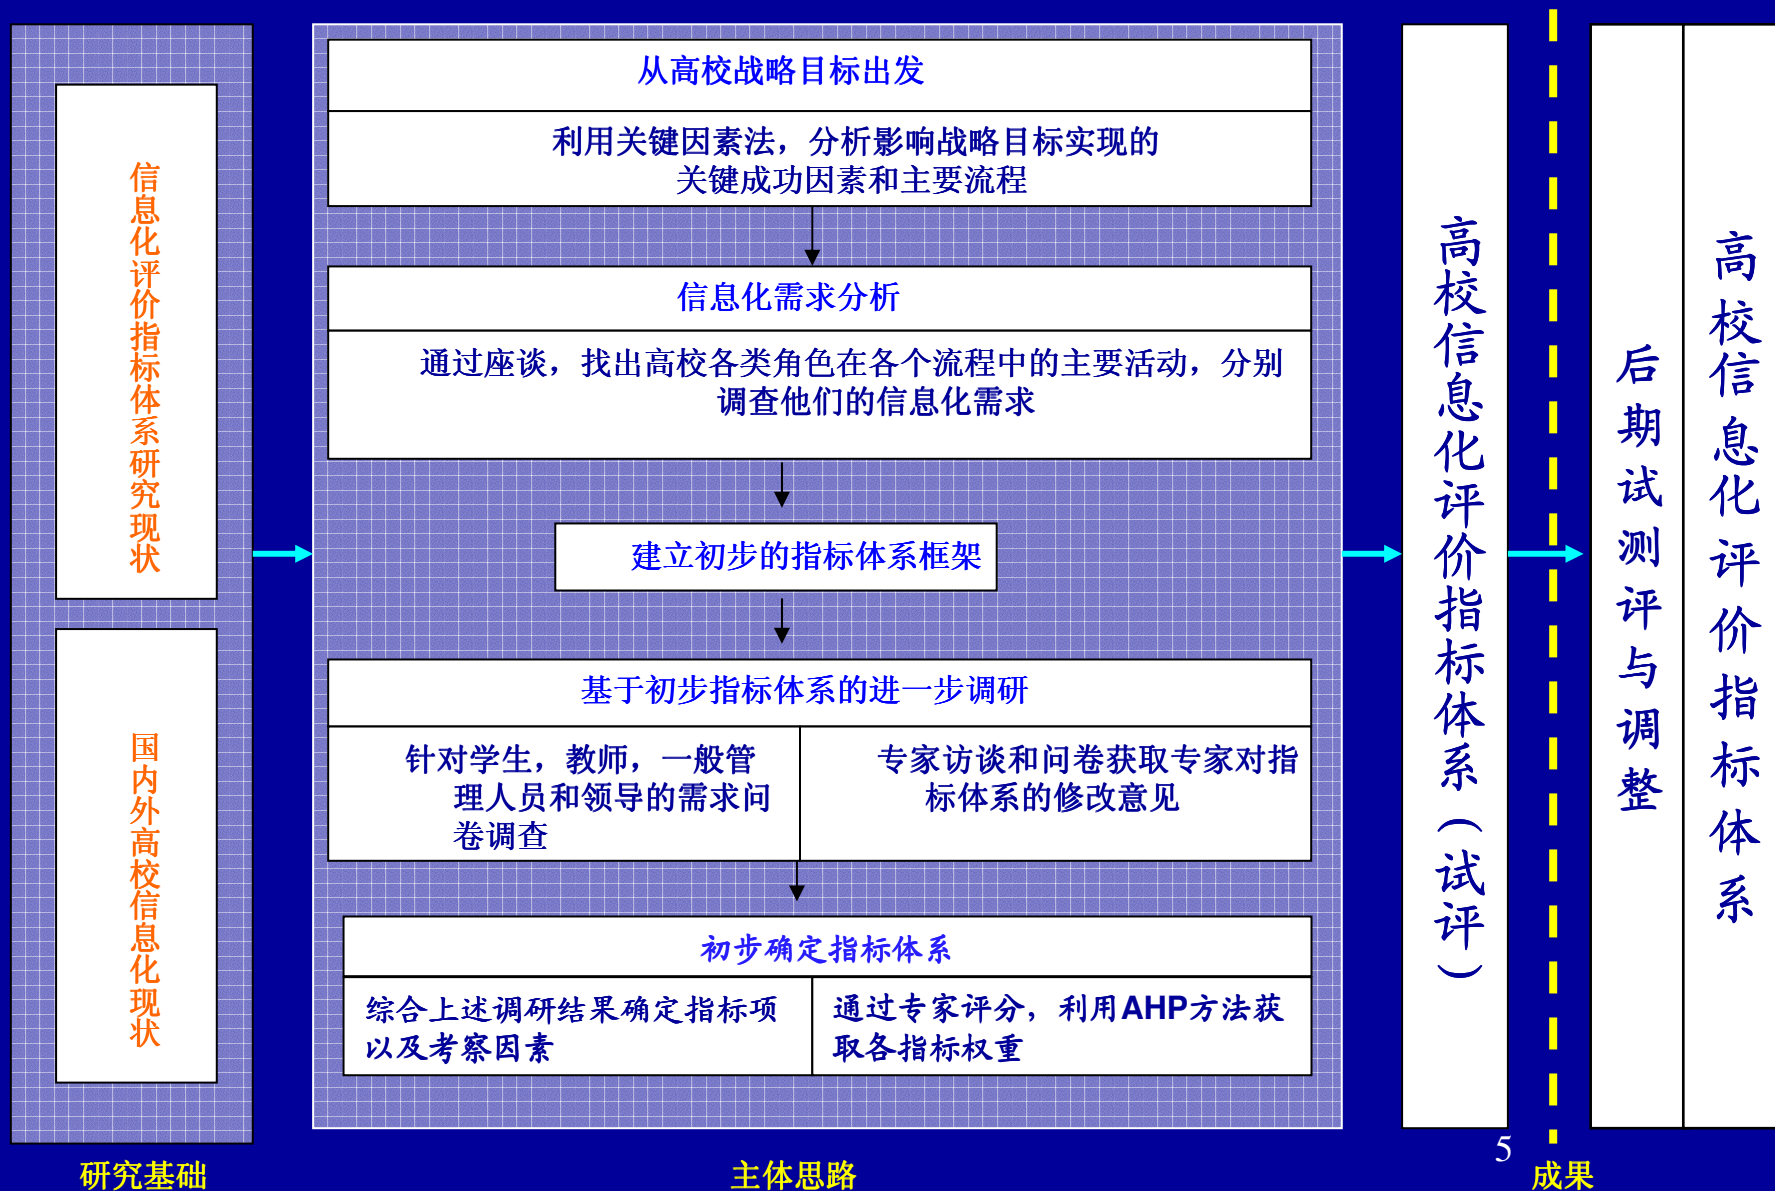 信息化评价指标体系研究现状
国内外高校信息化现状
从高校战略目标出发
利用关键因素法，分析影响战略目标实现的
关键成功因素和主要流程
信息化需求分析
通过座谈，找出高校各类角色在各个流程中的主要活动，分别
调查他们的信息化需求
建立初步的指标体系框架
基于初步指标体系的进一步调研
针对学生，教师，一般管
理人员和领导的需求问
卷调查
专家访谈和问卷获取专家对指
标体系的修改意见
初步确定指标体系
综合上述调研结果确定指标项
以及考察因素
通过专家评分，利用AHP方法获
取各指标权重
高校信息化评价指标体系（试评）
后期试测评与调整
高校信息化评价指标体系
研究基础
主体思路
5
成果